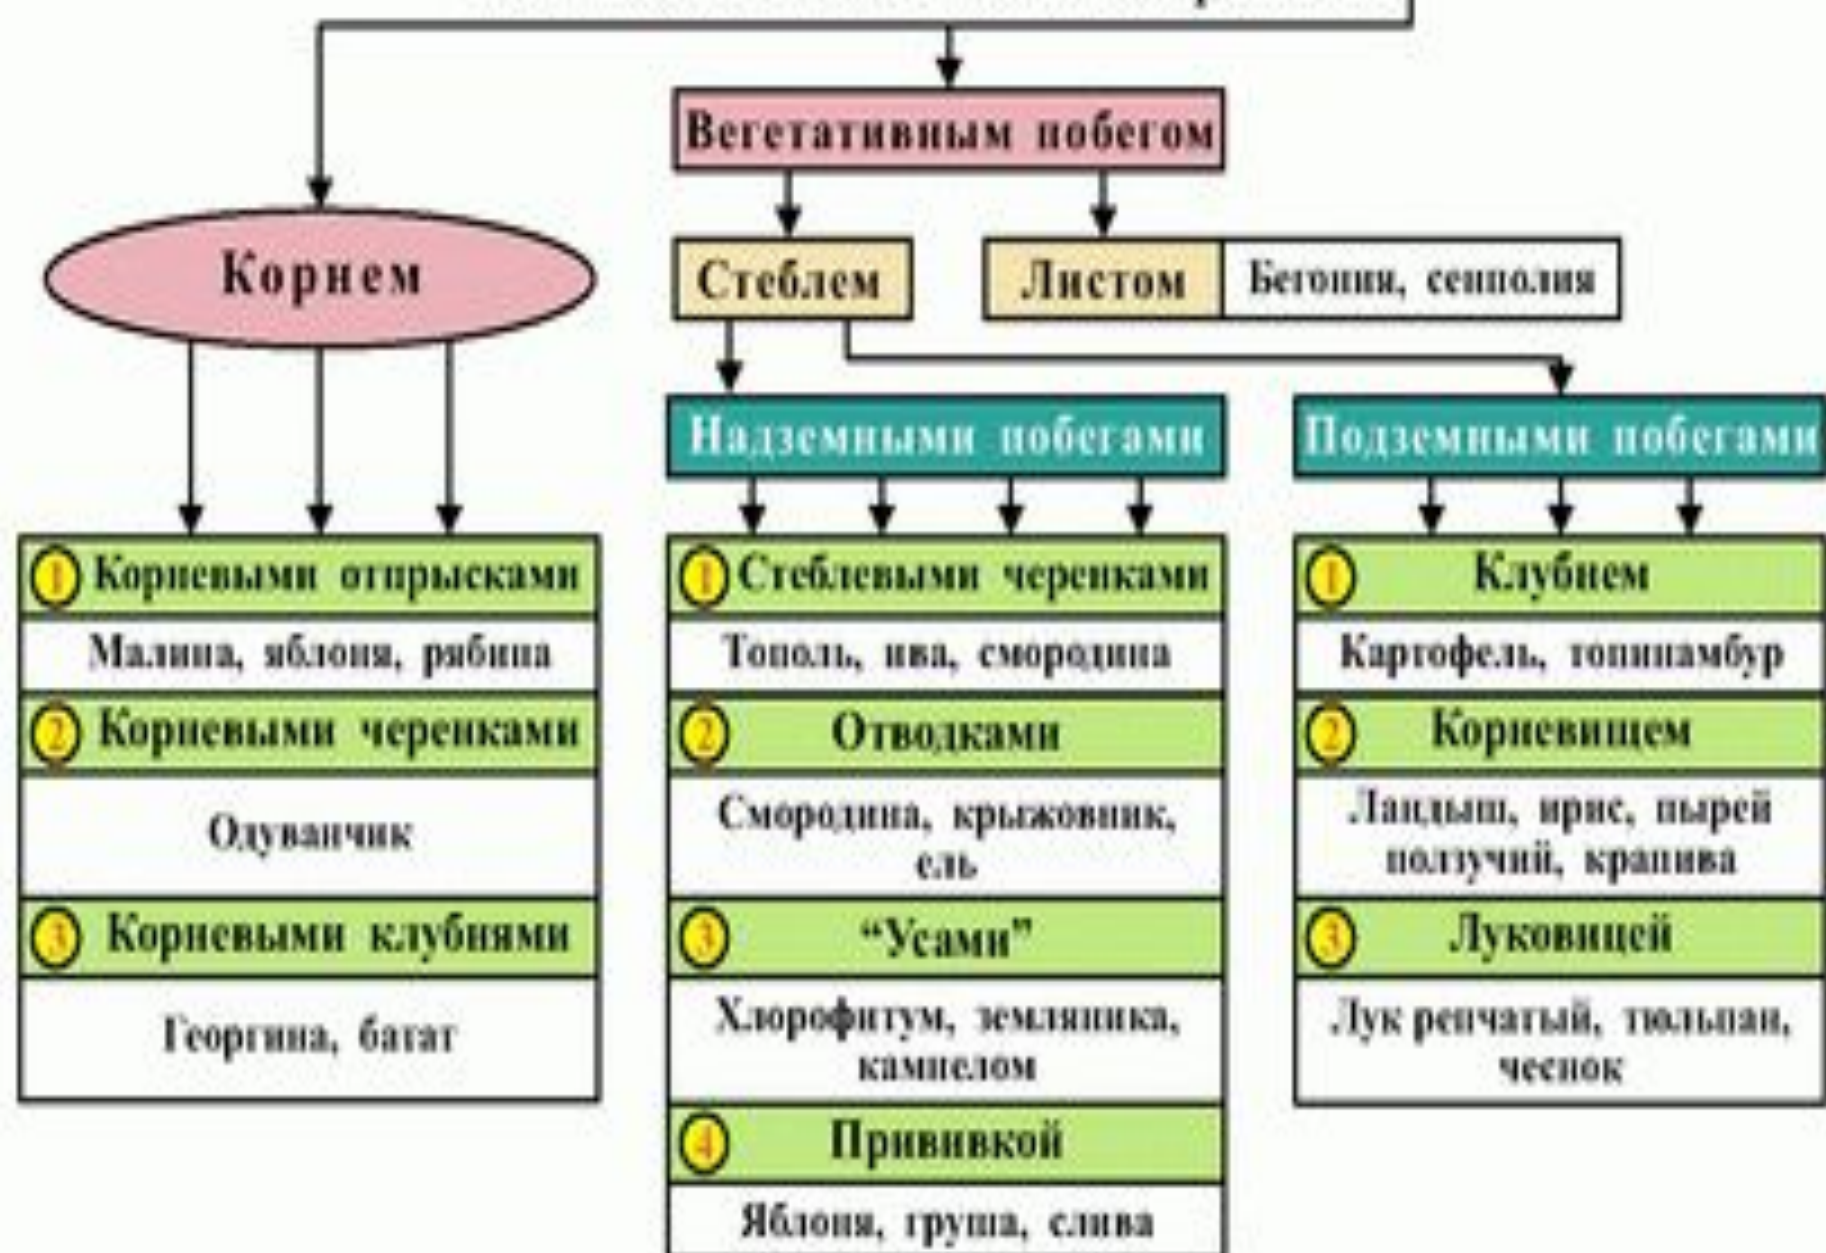 Вегетативным побегом
Корнем
Стеблем
Листом
Бегония, сенполия
Надземными побегами
Подземными побегами
1 Корневыми отпрысками
Малина, яблоня, рябина
2 Корневыми черенками
Одуванчик
3 Корневыми клубнями
Георгина, батат
1 Стеблевыми черенками
Тополь, ива, смородина
2 Отводками
Смородина, крыжовник,
ель
3 “Усами”
Хлорофитум, земляника,
кампелом
4 Прививкой
Яблоня, груша, слива
1 Клубнем
Картофель, топинамбур
2 Корневищем
Ландыш, ирис, пырей
ползучий, крапива
3 Луковицей
Лук репчатый, тюльпан,
чеснок